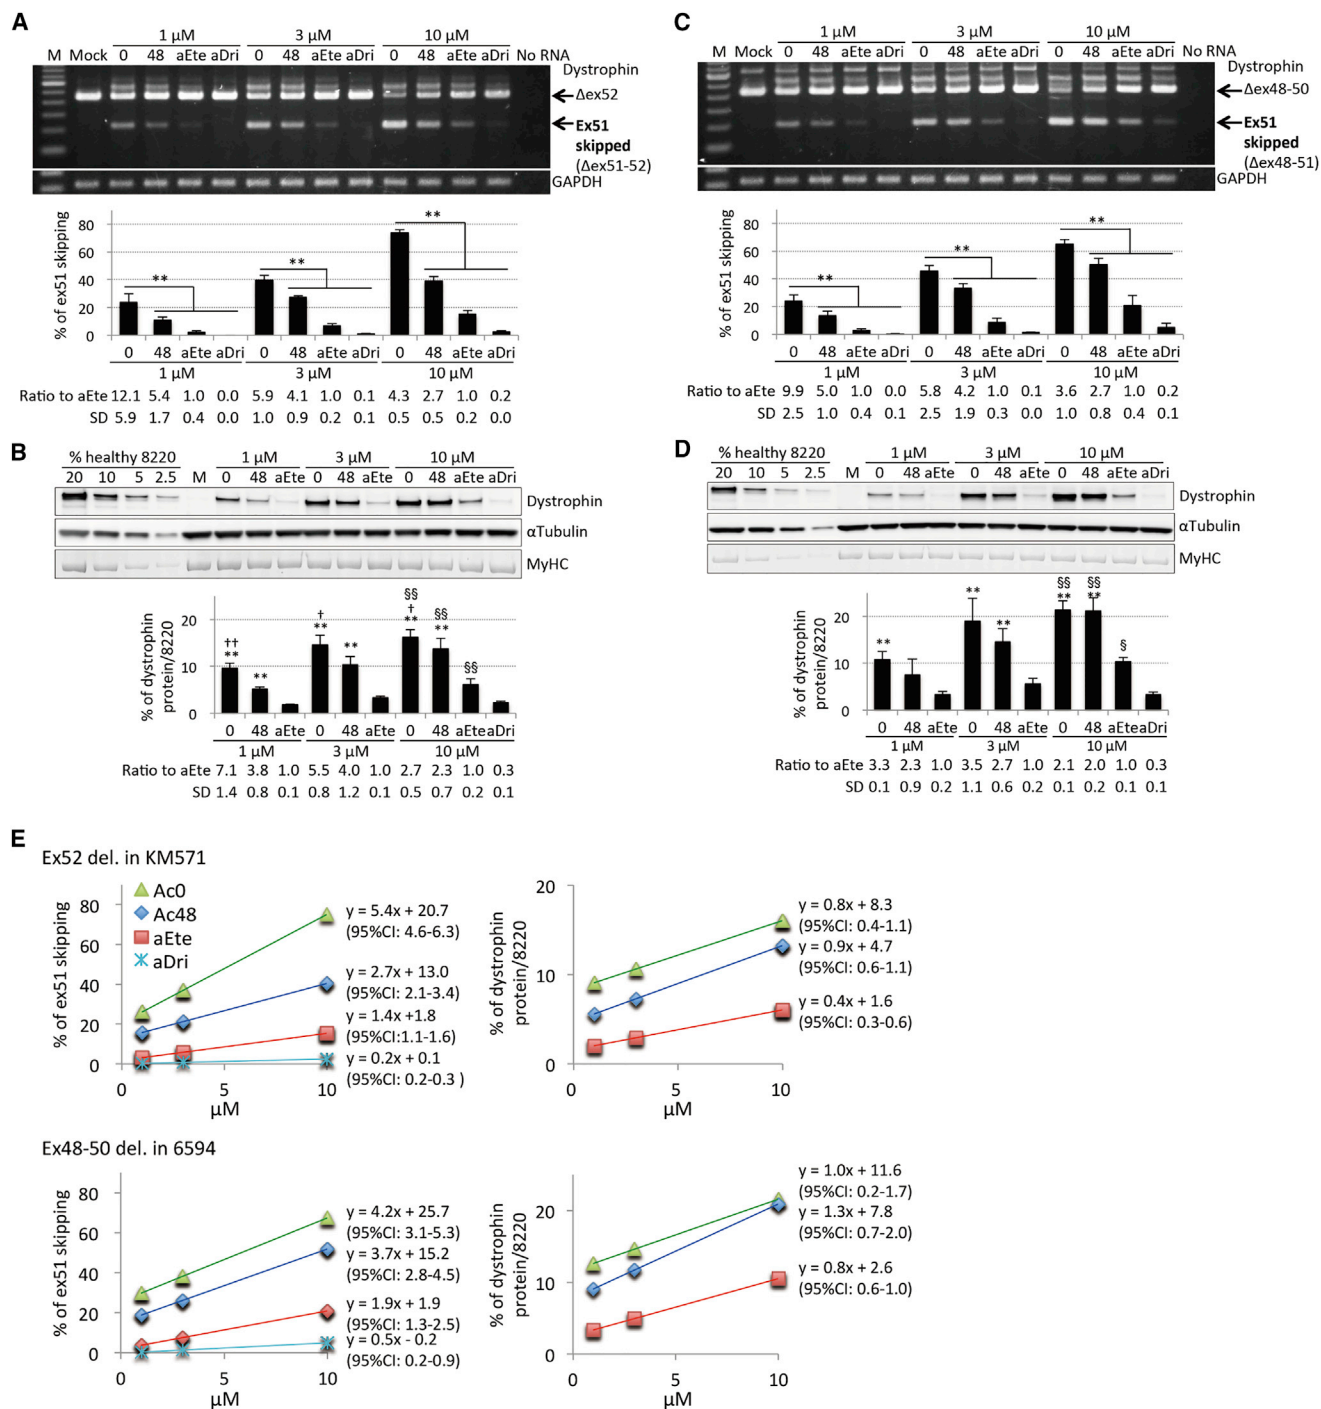 A
1 µM 3 µM 10 µM
M Mock 0 48 aEte aDri 0 48 aEte aDri 0 48 aEte aDri No RNA
Dystrophin
Δex52
Ex51
skipped
(Δex51-52)
GAPDH
% of ex51 skipping
80
60
40
20
0
** ** **
0 48 aEte aDri 0 48 aEte aDri 0 48 aEte aDri
1 µM 3 µM 10 µM
Ratio to aEte 12.1 5.4 1.0 0.0 5.9 4.1 1.0 0.1 4.3 2.7 1.0 0.2
SD 5.9 1.7 0.4 0.0 1.0 0.9 0.2 0.1 0.5 0.5 0.2 0.0
C
1 µM 3 µM 10 µM
M Mock 0 48 aEte aDri 0 48 aEte aDri 0 48 aEte aDri No RNA
Dystrophin
Δex48-50
Ex51
skipped
(Δex48-51)
GAPDH
% of ex51 skipping
80
60
40
20
0
** ** **
0 48 aEte aDri 0 48 aEte aDri 0 48 aEte aDri
1 µM 3 µM 10 µM
Ratio to aEte 9.9 5.0 1.0 0.0 5.8 4.2 1.0 0.1 3.6 2.7 1.0 0.2
SD 2.5 1.0 0.4 0.1 2.5 1.9 0.3 0.0 1.0 0.8 0.4 0.1
B
% healthy 8220 1 µM 3 µM 10 µM
20 10 5 2.5 M 0 48 aEte 0 48 aEte 0 48 aEte aDri
Dystrophin
αTubulin
MyHC
% of dystrophin
protein/8220
20
10
0
†† ** ** † ** ** §§ † ** §§ ** §§
0 48 aEte 0 48 aEte 0 48 aEte aDri
1 µM 3 µM 10 µM
Ratio to aEte 7.1 3.8 1.0 5.5 4.0 1.0 2.7 2.3 1.0 0.3
SD 1.4 0.8 0.1 0.8 1.2 0.1 0.5 0.7 0.2 0.1
D
% healthy 8220 1 µM 3 µM 10 µM
20 10 5 2.5 M 0 48 aEte 0 48 aEte 0 48 aEte aDri
Dystrophin
αTubulin
MyHC
% of dystrophin
protein/8220
20
10
0
** ** ** §§ ** §§ ** §
0 48 aEte 0 48 aEte 0 48 aEteaDri
1 µM 3 µM 10 µM
Ratio to aEte 3.3 2.3 1.0 3.5 2.7 1.0 2.1 2.0 1.0 0.3
SD 0.1 0.9 0.2 1.1 0.6 0.2 0.1 0.2 0.1 0.1
E
Ex52 del. in KM571
% of ex51 skipping
80
60
40
20
0
Ac0
Ac48
aEte
aDri
y = 5.4x + 20.7
(95%CI: 4.6-6.3)
y = 2.7x + 13.0
(95%CI: 2.1-3.4)
y = 1.4x +1.8
(95%CI:1.1-1.6)
y = 0.2x + 0.1
(95%CI: 0.2-0.3 )
0 5 10
µM
% of dystrophin
protein/8220
20
10
0
y = 0.8x + 8.3
(95%CI: 0.4-1.1)
y = 0.9x + 4.7
(95%CI: 0.6-1.1)
y = 0.4x + 1.6
(95%CI: 0.3-0.6)
0 5 10
µM
Ex48-50 del. in 6594
% of ex51 skipping
80
60
40
20
0
y = 4.2x + 25.7
(95%CI: 3.1-5.3)
y = 3.7x + 15.2
(95%CI: 2.8-4.5)
y = 1.9x + 1.9
(95%CI: 1.3-2.5)
y = 0.5x - 0.2
(95%CI: 0.2-0.9)
0 5 10
µM
% of dystrophin
protein/8220
20
10
0
y = 1.0x + 11.6
(95%CI: 0.2-1.7)
y = 1.3x + 7.8
(95%CI: 0.7-2.0)
y = 0.8x + 2.6
(95%CI: 0.6-1.0)
0 5 10
µM